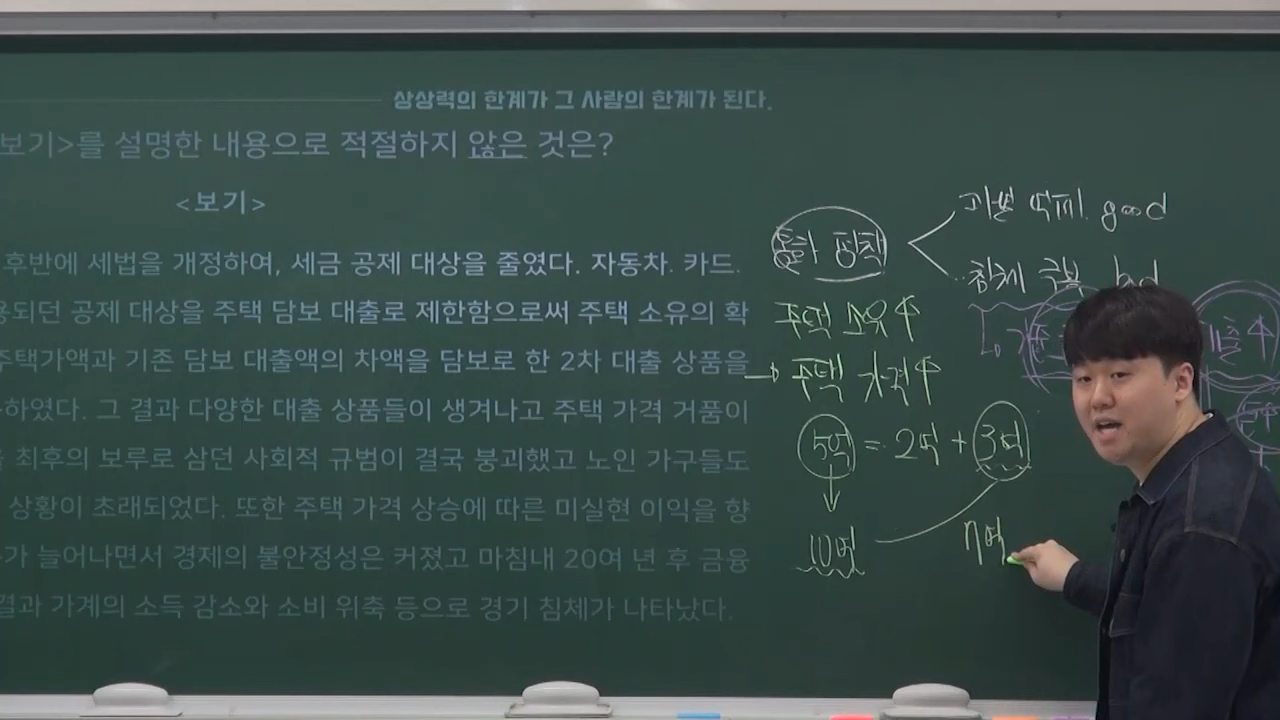 상상력의 한계가 그 사람의 한계가 된다.
보기>를 설명한 내용으로 적절하지 않은 것은?
<보기>
후반에 세법을 개정하여, 세금 공제 대상을 줄였다. 자동차. 카드.
용되던 공제 대상을 주택 담보 대출로 제한함으로써 주택 소유의 확
주택가액과 기존 담보 대출액의 차액을 담보로 한 2차 대출 상품을
하였다. 그 결과 다양한 대출 상품들이 생겨나고 주택 가격 거품이
최후의 보루로 삼던 사회적 규범이 결국 붕괴했고 노인 가구들도
상황이 초래되었다. 또한 주택 가격 상승에 따른 미실현 이익을 향
가 늘어나면서 경제의 불안정성은 커졌고 마침내 20여 년 후 금융
결과 가계의 소득 감소와 소비 위축 등으로 경기 침체가 나타났다.
통화 정책
good
침체 국면 bad
주택 소유↑
→ 주택 가격↑
5억 = 2억 + 3억
↓
10억
7억